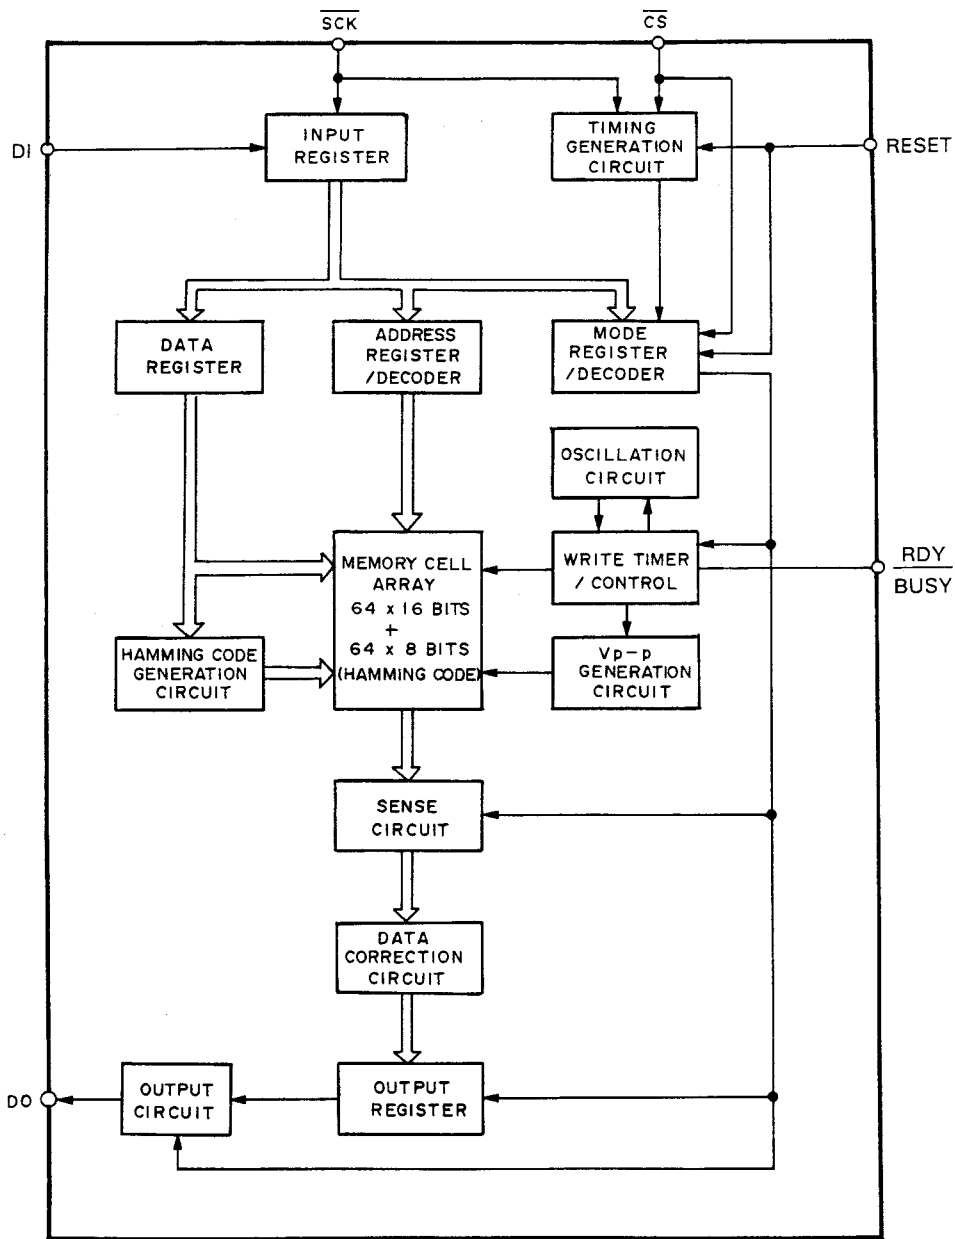 SCK
CS
INPUT
REGISTER
TIMING
GENERATION
CIRCUIT
DI
RESET
DATA
REGISTER
ADDRESS
REGISTER
/DECODER
MODE
REGISTER
/DECODER
OSCILLATION
CIRCUIT
MEMORY CELL
ARRAY
64 x 16 BITS
+
64 x 8 BITS
(HAMMING CODE)
WRITE TIMER
/ CONTROL
RDY
BUSY
HAMMING CODE
GENERATION
CIRCUIT
Vp-p
GENERATION
CIRCUIT
SENSE
CIRCUIT
DATA
CORRECTION
CIRCUIT
DO
OUTPUT
CIRCUIT
OUTPUT
REGISTER